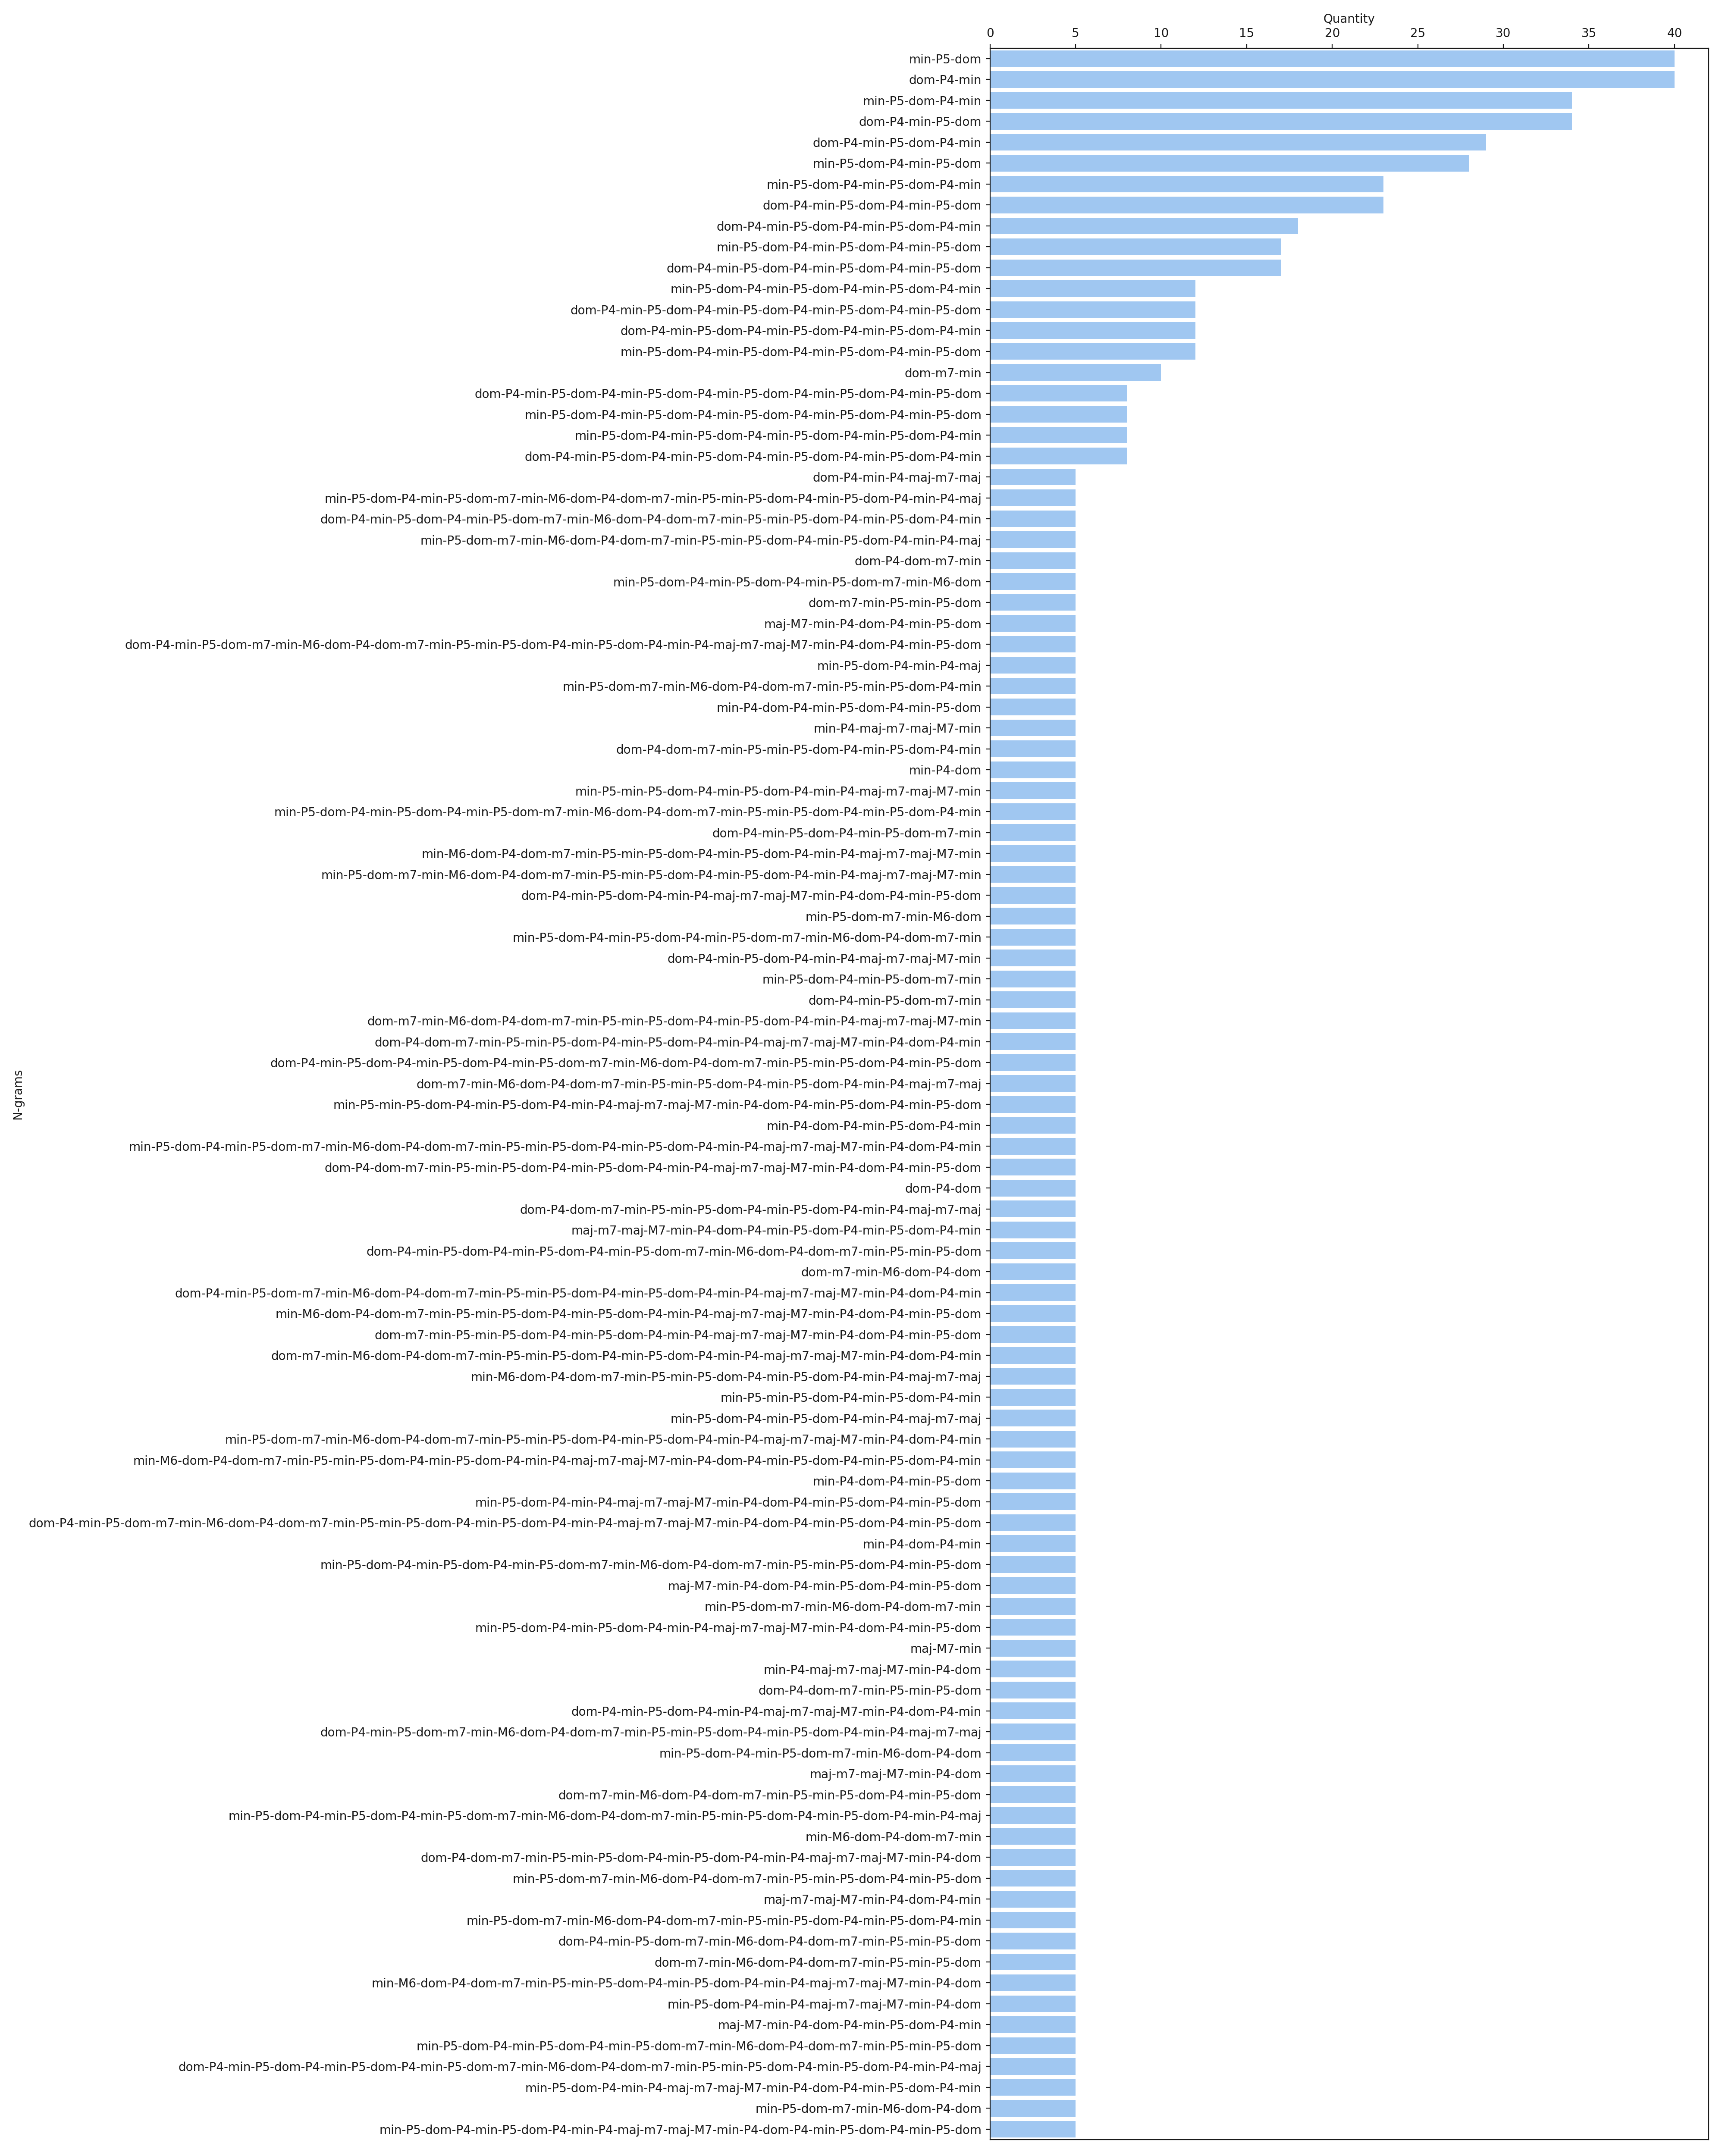 Quantity
0 5 10 15 20 25 30 35 40
min-P5-dom
dom-P4-min
min-P5-dom-P4-min
dom-P4-min-P5-dom
dom-P4-min-P5-dom-P4-min
min-P5-dom-P4-min-P5-dom
min-P5-dom-P4-min-P5-dom-P4-min
dom-P4-min-P5-dom-P4-min-P5-dom
dom-P4-min-P5-dom-P4-min-P5-dom-P4-min
min-P5-dom-P4-min-P5-dom-P4-min-P5-dom
dom-P4-min-P5-dom-P4-min-P5-dom-P4-min-P5-dom
min-P5-dom-P4-min-P5-dom-P4-min-P5-dom-P4-min
dom-P4-min-P5-dom-P4-min-P5-dom-P4-min-P5-dom-P4-min-P5-dom
dom-P4-min-P5-dom-P4-min-P5-dom-P4-min-P5-dom-P4-min
min-P5-dom-P4-min-P5-dom-P4-min-P5-dom-P4-min-P5-dom
dom-m7-min
dom-P4-min-P5-dom-P4-min-P5-dom-P4-min-P5-dom-P4-min-P5-dom-P4-min-P5-dom
min-P5-dom-P4-min-P5-dom-P4-min-P5-dom-P4-min-P5-dom-P4-min-P5-dom
min-P5-dom-P4-min-P5-dom-P4-min-P5-dom-P4-min-P5-dom-P4-min
dom-P4-min-P5-dom-P4-min-P5-dom-P4-min-P5-dom-P4-min-P5-dom-P4-min
dom-P4-min-P4-maj-m7-maj
min-P5-dom-P4-min-P5-dom-m7-min-M6-dom-P4-dom-m7-min-P5-min-P5-dom-P4-min-P5-dom-P4-min-P4-maj
dom-P4-min-P5-dom-P4-min-P5-dom-m7-min-M6-dom-P4-dom-m7-min-P5-min-P5-dom-P4-min-P5-dom-P4-min
min-P5-dom-m7-min-M6-dom-P4-dom-m7-min-P5-min-P5-dom-P4-min-P5-dom-P4-min-P4-maj
dom-P4-dom-m7-min
min-P5-dom-P4-min-P5-dom-P4-min-P5-dom-m7-min-M6-dom
dom-m7-min-P5-min-P5-dom
maj-M7-min-P4-dom-P4-min-P5-dom
dom-P4-min-P5-dom-m7-min-M6-dom-P4-dom-m7-min-P5-min-P5-dom-P4-min-P5-dom-P4-min-P4-maj-m7-maj-M7-min-P4-dom-P4-min-P5-dom
min-P5-dom-P4-min-P4-maj
min-P5-dom-m7-min-M6-dom-P4-dom-m7-min-P5-min-P5-dom-P4-min
min-P4-dom-P4-min-P5-dom-P4-min-P5-dom
min-P4-maj-m7-maj-M7-min
dom-P4-dom-m7-min-P5-min-P5-dom-P4-min-P5-dom-P4-min
min-P4-dom
min-P5-min-P5-dom-P4-min-P5-dom-P4-min-P4-maj-m7-maj-M7-min
min-P5-dom-P4-min-P5-dom-P4-min-P5-dom-m7-min-M6-dom-P4-dom-m7-min-P5-min-P5-dom-P4-min-P5-dom-P4-min
dom-P4-min-P5-dom-P4-min-P5-dom-m7-min
min-M6-dom-P4-dom-m7-min-P5-min-P5-dom-P4-min-P5-dom-P4-min-P4-maj-m7-maj-M7-min
min-P5-dom-m7-min-M6-dom-P4-dom-m7-min-P5-min-P5-dom-P4-min-P5-dom-P4-min-P4-maj-m7-maj-M7-min
dom-P4-min-P5-dom-P4-min-P4-maj-m7-maj-M7-min-P4-dom-P4-min-P5-dom
min-P5-dom-m7-min-M6-dom
min-P5-dom-P4-min-P5-dom-P4-min-P5-dom-m7-min-M6-dom-P4-dom-m7-min
dom-P4-min-P5-dom-P4-min-P4-maj-m7-maj-M7-min
min-P5-dom-P4-min-P5-dom-m7-min
dom-P4-min-P5-dom-m7-min
dom-m7-min-M6-dom-P4-dom-m7-min-P5-min-P5-dom-P4-min-P5-dom-P4-min-P4-maj-m7-maj-M7-min
dom-P4-dom-m7-min-P5-min-P5-dom-P4-min-P5-dom-P4-min-P4-maj-m7-maj-M7-min-P4-dom-P4-min
dom-P4-min-P5-dom-P4-min-P5-dom-P4-min-P5-dom-m7-min-M6-dom-P4-dom-m7-min-P5-min-P5-dom-P4-min-P5-dom
dom-m7-min-M6-dom-P4-dom-m7-min-P5-min-P5-dom-P4-min-P5-dom-P4-min-P4-maj-m7-maj
N-grams
min-P5-min-P5-dom-P4-min-P5-dom-P4-min-P4-maj-m7-maj-M7-min-P4-dom-P4-min-P5-dom-P4-min-P5-dom
min-P4-dom-P4-min-P5-dom-P4-min
min-P5-dom-P4-min-P5-dom-m7-min-M6-dom-P4-dom-m7-min-P5-min-P5-dom-P4-min-P5-dom-P4-min-P4-maj-m7-maj-M7-min-P4-dom-P4-min
dom-P4-dom-m7-min-P5-min-P5-dom-P4-min-P5-dom-P4-min-P4-maj-m7-maj-M7-min-P4-dom-P4-min-P5-dom
dom-P4-dom
dom-P4-dom-m7-min-P5-min-P5-dom-P4-min-P5-dom-P4-min-P4-maj-m7-maj
maj-m7-maj-M7-min-P4-dom-P4-min-P5-dom-P4-min-P5-dom-P4-min
dom-P4-min-P5-dom-P4-min-P5-dom-P4-min-P5-dom-m7-min-M6-dom-P4-dom-m7-min-P5-min-P5-dom
dom-m7-min-M6-dom-P4-dom
dom-P4-min-P5-dom-m7-min-M6-dom-P4-dom-m7-min-P5-min-P5-dom-P4-min-P5-dom-P4-min-P4-maj-m7-maj-M7-min-P4-dom-P4-min
min-M6-dom-P4-dom-m7-min-P5-min-P5-dom-P4-min-P5-dom-P4-min-P4-maj-m7-maj-M7-min-P4-dom-P4-min-P5-dom
dom-m7-min-P5-min-P5-dom-P4-min-P5-dom-P4-min-P4-maj-m7-maj-M7-min-P4-dom-P4-min-P5-dom
dom-m7-min-M6-dom-P4-dom-m7-min-P5-min-P5-dom-P4-min-P5-dom-P4-min-P4-maj-m7-maj-M7-min-P4-dom-P4-min
min-M6-dom-P4-dom-m7-min-P5-min-P5-dom-P4-min-P5-dom-P4-min-P4-maj-m7-maj
min-P5-min-P5-dom-P4-min-P5-dom-P4-min
min-P5-dom-P4-min-P5-dom-P4-min-P4-maj-m7-maj
min-P5-dom-m7-min-M6-dom-P4-dom-m7-min-P5-min-P5-dom-P4-min-P5-dom-P4-min-P4-maj-m7-maj-M7-min-P4-dom-P4-min
min-M6-dom-P4-dom-m7-min-P5-min-P5-dom-P4-min-P5-dom-P4-min-P4-maj-m7-maj-M7-min-P4-dom-P4-min-P5-dom-P4-min-P5-dom-P4-min
min-P4-dom-P4-min-P5-dom
min-P5-dom-P4-min-P4-maj-m7-maj-M7-min-P4-dom-P4-min-P5-dom-P4-min-P5-dom
dom-P4-min-P5-dom-m7-min-M6-dom-P4-dom-m7-min-P5-min-P5-dom-P4-min-P5-dom-P4-min-P4-maj-m7-maj-M7-min-P4-dom-P4-min-P5-dom-P4-min-P5-dom
min-P4-dom-P4-min
min-P5-dom-P4-min-P5-dom-P4-min-P5-dom-m7-min-M6-dom-P4-dom-m7-min-P5-min-P5-dom-P4-min-P5-dom
maj-M7-min-P4-dom-P4-min-P5-dom-P4-min-P5-dom
min-P5-dom-m7-min-M6-dom-P4-dom-m7-min
min-P5-dom-P4-min-P5-dom-P4-min-P4-maj-m7-maj-M7-min-P4-dom-P4-min-P5-dom
maj-M7-min
min-P4-maj-m7-maj-M7-min-P4-dom
dom-P4-dom-m7-min-P5-min-P5-dom
dom-P4-min-P5-dom-P4-min-P4-maj-m7-maj-M7-min-P4-dom-P4-min
dom-P4-min-P5-dom-m7-min-M6-dom-P4-dom-m7-min-P5-min-P5-dom-P4-min-P5-dom-P4-min-P4-maj-m7-maj
min-P5-dom-P4-min-P5-dom-m7-min-M6-dom-P4-dom
maj-m7-maj-M7-min-P4-dom
dom-m7-min-M6-dom-P4-dom-m7-min-P5-min-P5-dom-P4-min-P5-dom
min-P5-dom-P4-min-P5-dom-P4-min-P5-dom-m7-min-M6-dom-P4-dom-m7-min-P5-min-P5-dom-P4-min-P5-dom-P4-min-P4-maj
min-M6-dom-P4-dom-m7-min
dom-P4-dom-m7-min-P5-min-P5-dom-P4-min-P5-dom-P4-min-P4-maj-m7-maj-M7-min-P4-dom
min-P5-dom-m7-min-M6-dom-P4-dom-m7-min-P5-min-P5-dom-P4-min-P5-dom
maj-m7-maj-M7-min-P4-dom-P4-min
min-P5-dom-m7-min-M6-dom-P4-dom-m7-min-P5-min-P5-dom-P4-min-P5-dom-P4-min
dom-P4-min-P5-dom-m7-min-M6-dom-P4-dom-m7-min-P5-min-P5-dom
dom-m7-min-M6-dom-P4-dom-m7-min-P5-min-P5-dom
min-M6-dom-P4-dom-m7-min-P5-min-P5-dom-P4-min-P5-dom-P4-min-P4-maj-m7-maj-M7-min-P4-dom
min-P5-dom-P4-min-P4-maj-m7-maj-M7-min-P4-dom
maj-M7-min-P4-dom-P4-min-P5-dom-P4-min
min-P5-dom-P4-min-P5-dom-P4-min-P5-dom-m7-min-M6-dom-P4-dom-m7-min-P5-min-P5-dom
dom-P4-min-P5-dom-P4-min-P5-dom-P4-min-P5-dom-m7-min-M6-dom-P4-dom-m7-min-P5-min-P5-dom-P4-min-P5-dom-P4-min-P4-maj
min-P5-dom-P4-min-P4-maj-m7-maj-M7-min-P4-dom-P4-min-P5-dom-P4-min
min-P5-dom-m7-min-M6-dom-P4-dom
min-P5-dom-P4-min-P5-dom-P4-min-P4-maj-m7-maj-M7-min-P4-dom-P4-min-P5-dom-P4-min-P5-dom